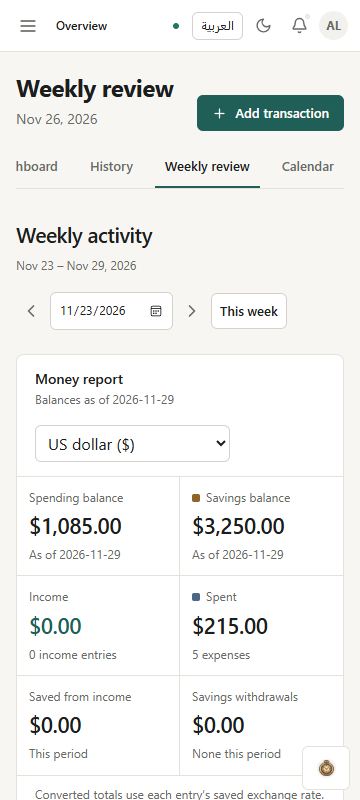 Overview
العربية
AL
Weekly review
Nov 26, 2026
Add transaction
hboard
History
Weekly review
Calendar
Weekly activity
Nov 23 – Nov 29, 2026
11/23/2026
This week
Money report
Balances as of 2026-11-29
US dollar ($)
Spending balance
$1,085.00
As of 2026-11-29
Savings balance
$3,250.00
As of 2026-11-29
Income
$0.00
0 income entries
Spent
$215.00
5 expenses
Saved from income
$0.00
This period
Savings withdrawals
$0.00
None this period
Converted totals use each entry's saved exchange rate.